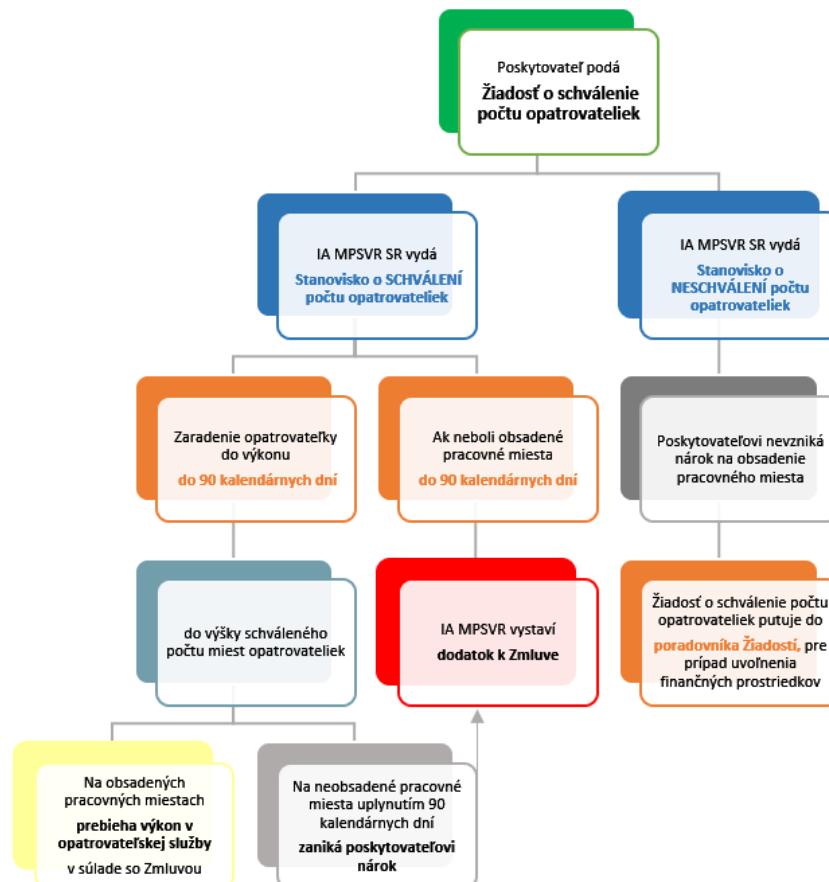 Poskytovateľ podá
Žiadosť o schválenie
počtu opatrovateliek
IA MPSVR SR vydá
Stanovisko o SCHVÁLENÍ
počtu opatrovateliek
IA MPSVR SR vydá
Stanovisko o
NESCHVÁLENÍ počtu
opatrovateliek
Zaradenie opatrovateľky
do výkonu
do 90 kalendárnych dní
Ak neboli obsadené
pracovné miesta
do 90 kalendárnych dní
Poskytovateľovi nevzniká
nárok na obsadenie
pracovného miesta
do výšky schváleného
počtu miest opatrovateliek
IA MPSVR vystaví
dodatok k Zmluve
Žiadosť o schválenie počtu
opatrovateliek putuje do
poradovníka Žiadostí, pre
prípad uvoľnenia
finančných prostriedkov
Na obsadených
pracovných miestach
prebieha výkon v
opatrovateľskej službe
v súlade so Zmluvou
Na neobsadené pracovné
miesta uplynutím 90
kalendárnych dní
zaniká poskytovateľovi
nárok